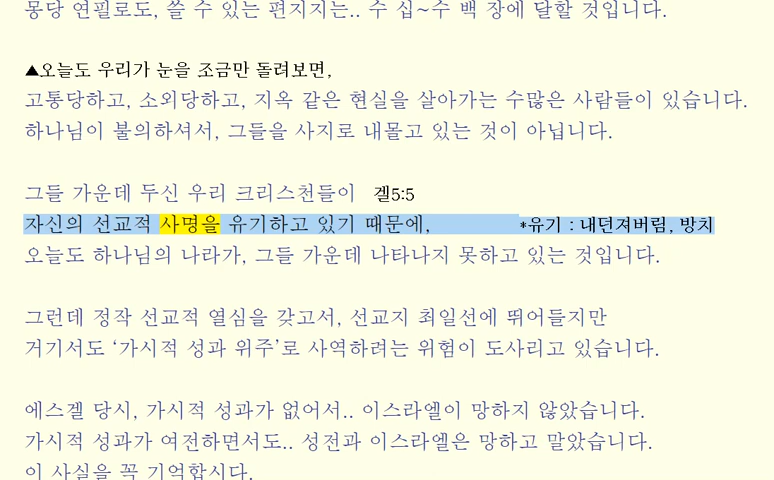 몽당 연필로도, 쓸 수 있는 편지지는.. 수 십~수 백 장에 달할 것입니다.
▲오늘도 우리가 눈을 조금만 돌려보면,
고통당하고, 소외당하고, 지옥 같은 현실을 살아가는 수많은 사람들이 있습니다.
하나님이 불의하셔서, 그들을 사지로 내몰고 있는 것이 아닙니다.
그들 가운데 두신 우리 크리스천들이 겔5:5
자신의 선교적 사명을 유기하고 있기 때문에, *유기 : 내던져버림, 방치
오늘도 하나님의 나라가, 그들 가운데 나타나지 못하고 있는 것입니다.
그런데 정작 선교적 열심을 갖고서, 선교지 최일선에 뛰어들지만
거기서도 ‘가시적 성과 위주’로 사역하려는 위험이 도사리고 있습니다.
에스겔 당시, 가시적 성과가 없어서.. 이스라엘이 망하지 않았습니다.
가시적 성과가 여전하면서도.. 성전과 이스라엘은 망하고 말았습니다.
이 사실을 꼭 기억합시다.